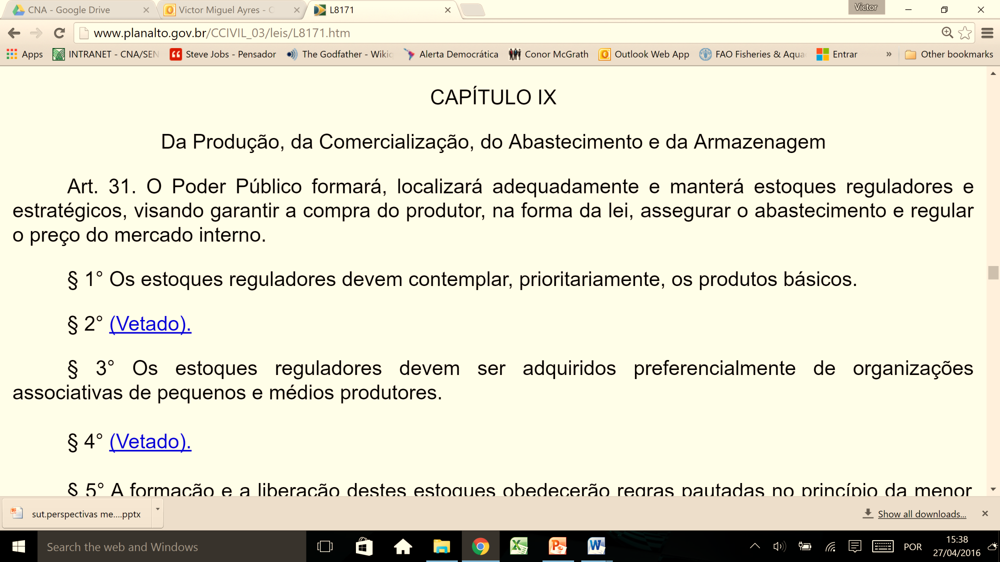 CNA - Google Drive
Victor Miguel Ayres - C
L8171
Victor
www.planalto.gov.br/CCIVIL_03/leis/L8171.htm
Apps
INTRANET - CNA/SEN
Steve Jobs - Pensador
The Godfather - Wikiq
Alerta Democrática
Conor McGrath
Outlook Web App
FAO Fisheries & Aqua
Entrar
»
Other bookmarks
CAPÍTULO IX
Da Produção, da Comercialização, do Abastecimento e da Armazenagem
Art. 31. O Poder Público formará, localizará adequadamente e manterá estoques reguladores e
estratégicos, visando garantir a compra do produtor, na forma da lei, assegurar o abastecimento e regular
o preço do mercado interno.
§ 1° Os estoques reguladores devem contemplar, prioritariamente, os produtos básicos.
§ 2° (Vetado).
§ 3° Os estoques reguladores devem ser adquiridos preferencialmente de organizações
associativas de pequenos e médios produtores.
§ 4° (Vetado).
§ 5° A formação e a liberação destes estoques obedecerão regras pautadas no princípio da menor
sut.perspectivas me....pptx
Show all downloads...
Search the web and Windows
POR
15:38
27/04/2016